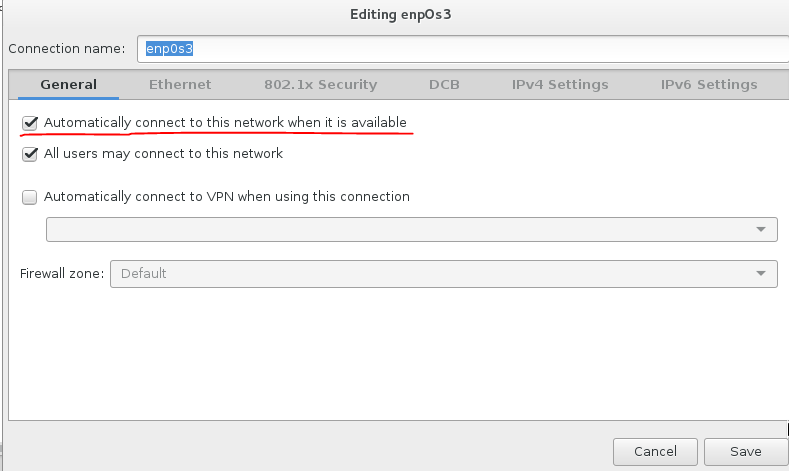 Editing enp0s3
Connection name: enp0s3
General Ethernet 802.1x Security DCB IPv4 Settings IPv6 Settings
Automatically connect to this network when it is available
All users may connect to this network
Automatically connect to VPN when using this connection
Firewall zone: Default
Cancel Save